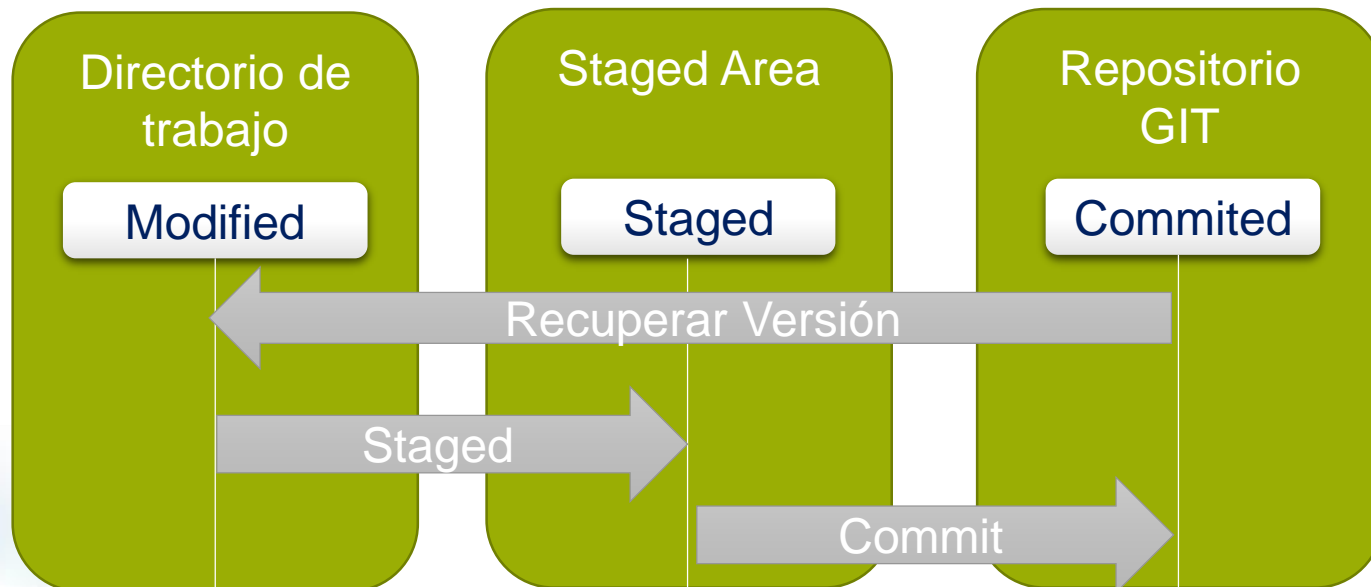 Directorio de
trabajo
Staged Area
Repositorio
GIT
Modified
Staged
Commited
Recuperar Versión
Staged
Commit